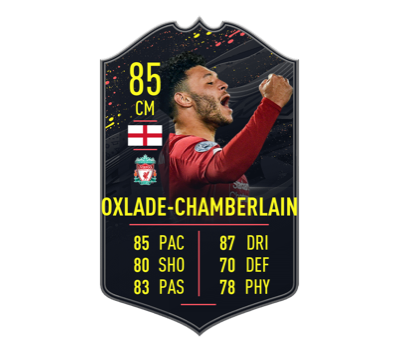 85
CM
OXLADE-CHAMBERLAIN
85 PAC 87 DRI
80 SHO 70 DEF
83 PAS 78 PHY